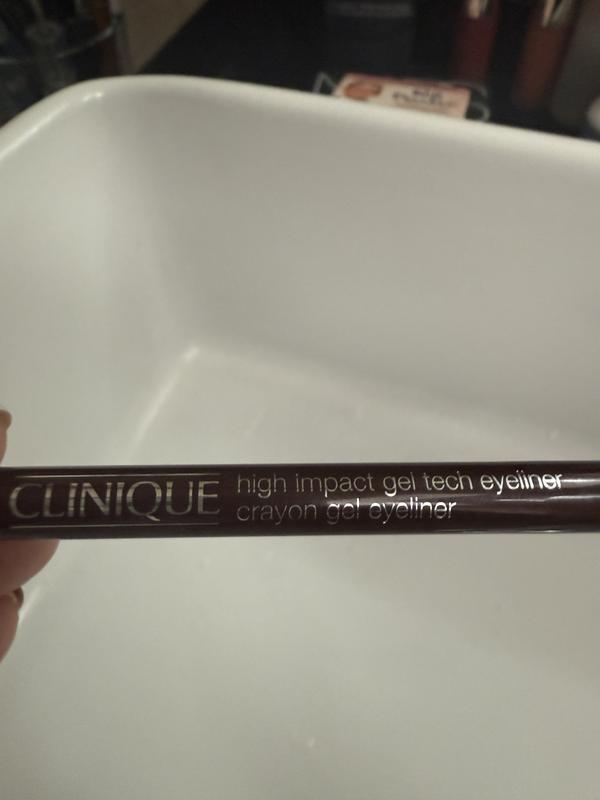 CLINIQUE
high impact gel tech eyeliner
crayon gel eyeliner